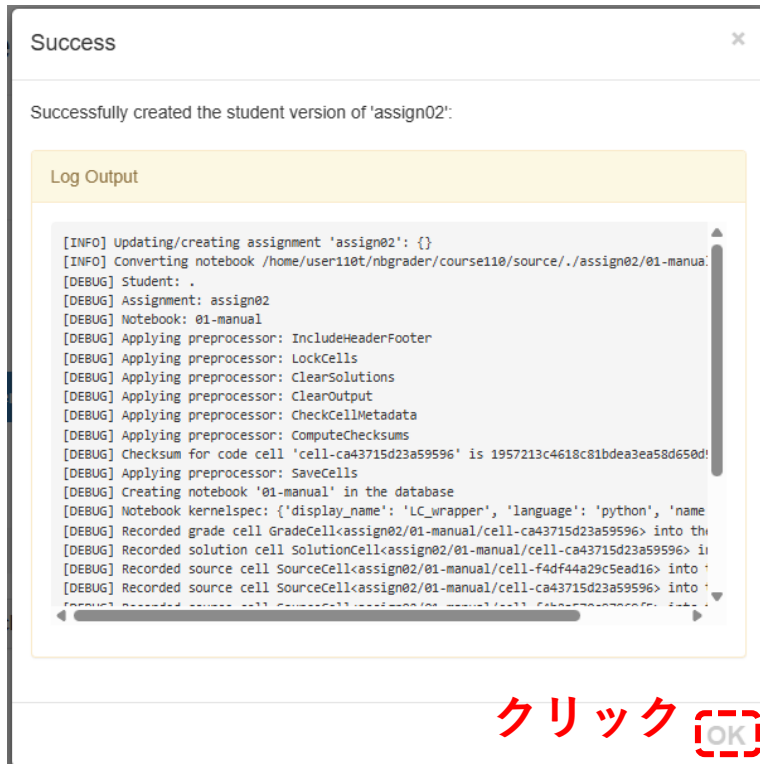 Success ×
Successfully created the student version of 'assign02':
Log Output
[INFO] Updating/creating assignment 'assign02': {}
[INFO] Converting notebook /home/user110t/nbgrader/course110/source/./assign02/01-manua
[DEBUG] Student: .
[DEBUG] Assignment: assign02
[DEBUG] Notebook: 01-manual
[DEBUG] Applying preprocessor: IncludeHeaderFooter
[DEBUG] Applying preprocessor: LockCells
[DEBUG] Applying preprocessor: ClearSolutions
[DEBUG] Applying preprocessor: ClearOutput
[DEBUG] Applying preprocessor: CheckCellMetadata
[DEBUG] Applying preprocessor: ComputeChecksums
[DEBUG] Checksum for code cell 'cell-ca43715d23a59596' is 1957213c4618c81bdea3ea58d650d
[DEBUG] Applying preprocessor: SaveCells
[DEBUG] Creating notebook '01-manual' in the database
[DEBUG] Notebook kernelspec: {'display_name': 'LC_wrapper', 'language': 'python', 'name
[DEBUG] Recorded grade cell GradeCell<assign02/01-manual/cell-ca43715d23a59596> into the
[DEBUG] Recorded solution cell SolutionCell<assign02/01-manual/cell-ca43715d23a59596> i
[DEBUG] Recorded source cell SourceCell<assign02/01-manual/cell-f4df44a29c5ead16> into
[DEBUG] Recorded source cell SourceCell<assign02/01-manual/cell-ca43715d23a59596> into
クリック
OK